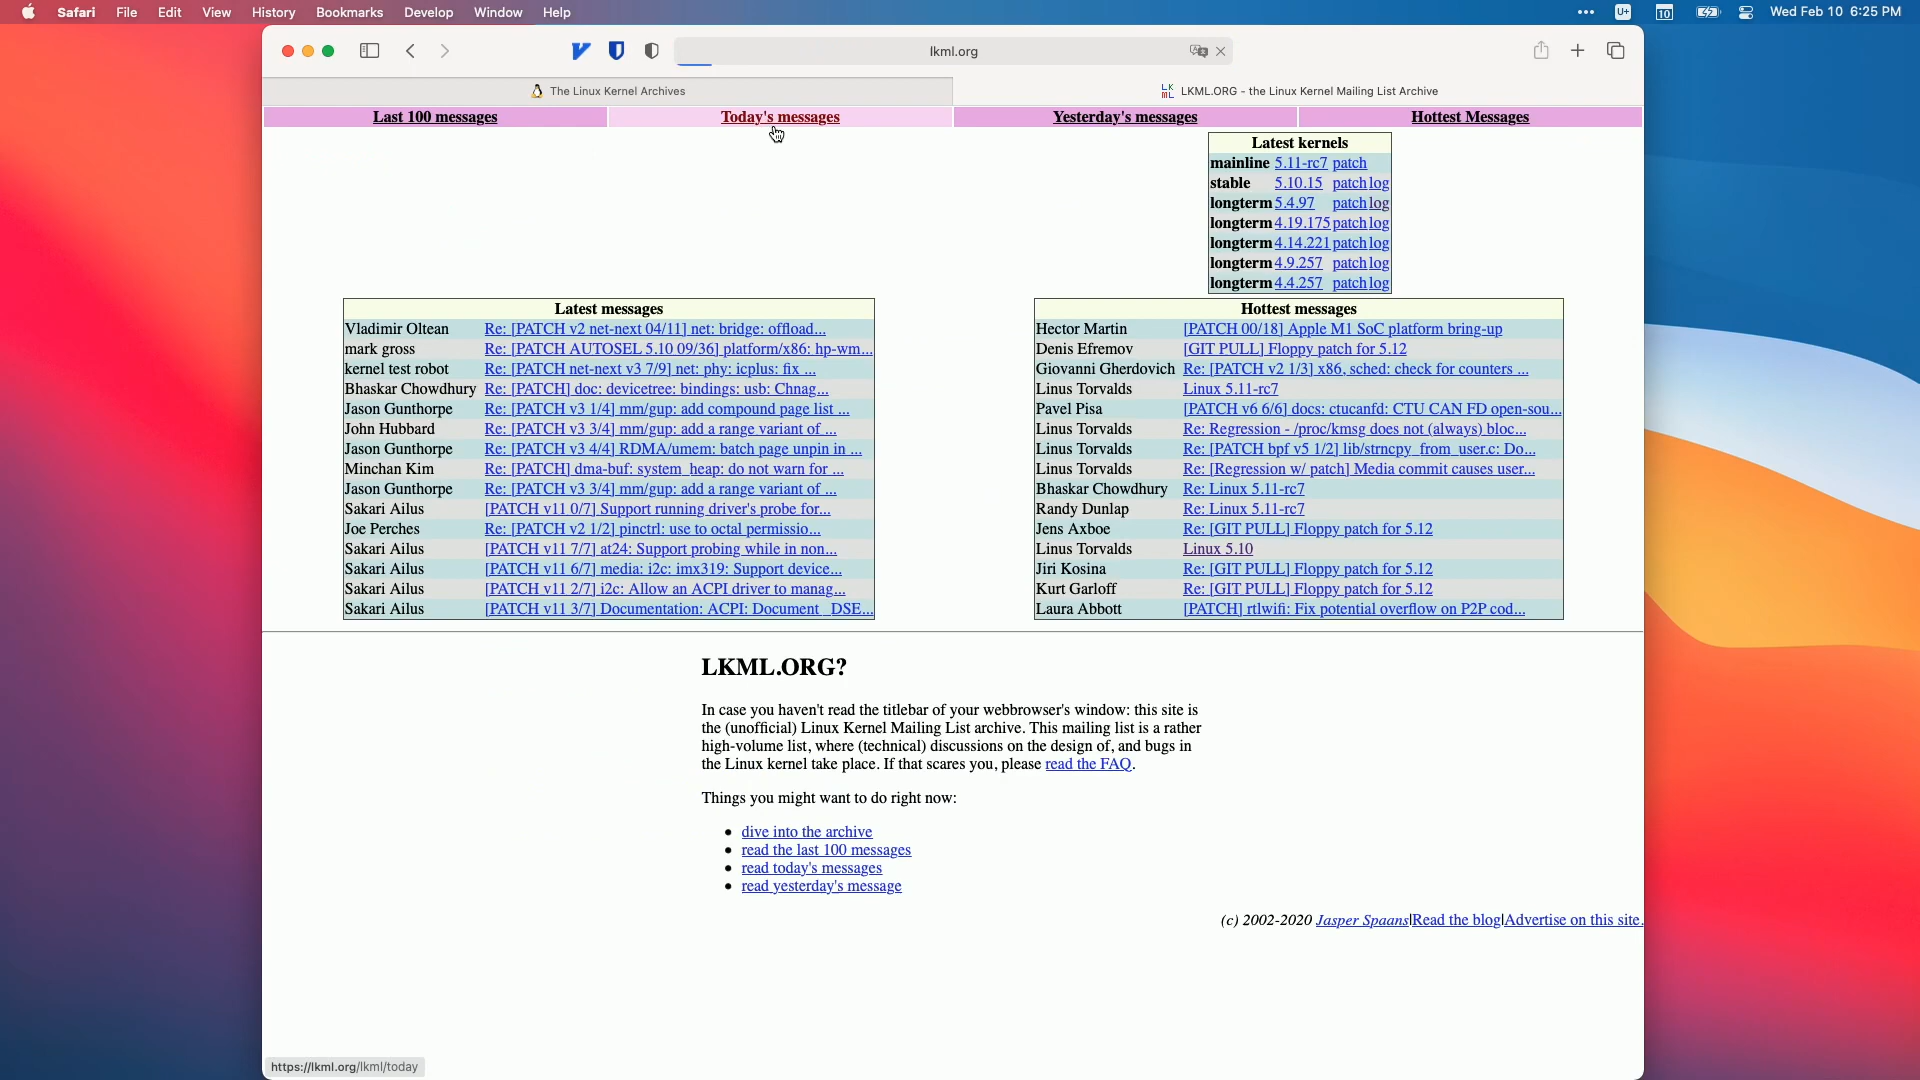 Safari File Edit View History Bookmarks Develop Window Help
U+ 10 Wed Feb 10 6:25 PM
lkml.org
The Linux Kernel Archives
LK ML LKML.ORG - the Linux Kernel Mailing List Archive
Last 100 messages Today's messages Yesterday's messages Hottest Messages
Latest kernels
mainline 5.11-rc7 patch
stable 5.10.15 patch log
longterm 5.4.97 patch log
longterm 4.19.175 patch log
longterm 4.14.221 patch log
longterm 4.9.257 patch log
longterm 4.4.257 patch log
Latest messages
Vladimir Oltean Re: [PATCH v2 net-next 04/11] net: bridge: offload...
mark gross Re: [PATCH AUTOSEL 5.10 09/36] platform/x86: hp-wm...
kernel test robot Re: [PATCH net-next v3 7/9] net: phy: icplus: fix ...
Bhaskar Chowdhury Re: [PATCH] doc: devicetree: bindings: usb: Chnag...
Jason Gunthorpe Re: [PATCH v3 1/4] mm/gup: add compound page list ...
John Hubbard Re: [PATCH v3 3/4] mm/gup: add a range variant of ...
Jason Gunthorpe Re: [PATCH v3 4/4] RDMA/umem: batch page unpin in ...
Minchan Kim Re: [PATCH] dma-buf: system_heap: do not warn for ...
Jason Gunthorpe Re: [PATCH v3 3/4] mm/gup: add a range variant of ...
Sakari Ailus [PATCH v11 0/7] Support running driver's probe for...
Joe Perches Re: [PATCH v2 1/2] pinctrl: use to octal permissio...
Sakari Ailus [PATCH v11 7/7] at24: Support probing while in non...
Sakari Ailus [PATCH v11 6/7] media: i2c: imx319: Support device...
Sakari Ailus [PATCH v11 2/7] i2c: Allow an ACPI driver to manag...
Sakari Ailus [PATCH v11 3/7] Documentation: ACPI: Document _DSE...
Hottest messages
Hector Martin [PATCH 00/18] Apple M1 SoC platform bring-up
Denis Efremov [GIT PULL] Floppy patch for 5.12
Giovanni Gherdovich Re: [PATCH v2 1/3] x86, sched: check for counters ...
Linus Torvalds Linux 5.11-rc7
Pavel Pisa [PATCH v6 6/6] docs: ctucanfd: CTU CAN FD open-sou...
Linus Torvalds Re: Regression - /proc/kmsg does not (always) bloc...
Linus Torvalds Re: [PATCH bpf v5 1/2] lib/strncpy_from_user.c: Do...
Linus Torvalds Re: [Regression w/ patch] Media commit causes user...
Bhaskar Chowdhury Re: Linux 5.11-rc7
Randy Dunlap Re: Linux 5.11-rc7
Jens Axboe Re: [GIT PULL] Floppy patch for 5.12
Linus Torvalds Linux 5.10
Jiri Kosina Re: [GIT PULL] Floppy patch for 5.12
Kurt Garloff Re: [GIT PULL] Floppy patch for 5.12
Laura Abbott [PATCH] rtlwifi: Fix potential overflow on P2P cod...
LKML.ORG?
In case you haven't read the titlebar of your webbrowser's window: this site is
the (unofficial) Linux Kernel Mailing List archive. This mailing list is a rather
high-volume list, where (technical) discussions on the design of, and bugs in
the Linux kernel take place. If that scares you, please read the FAQ.
Things you might want to do right now:
• dive into the archive
• read the last 100 messages
• read today's messages
• read yesterday's message
(c) 2002-2020 Jasper Spaans|Read the blog|Advertise on this site.
https://lkml.org/lkml/today